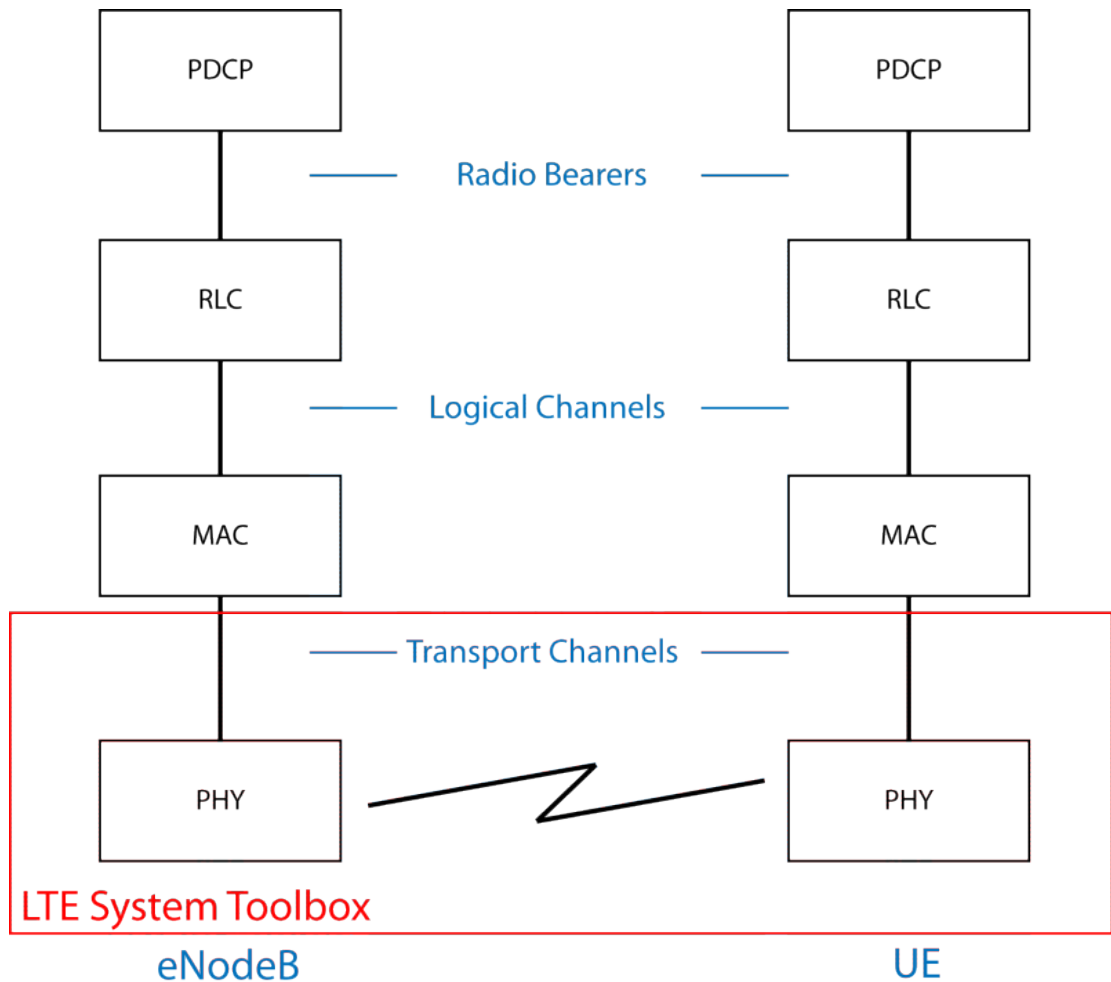 PDCP
PDCP
Radio Bearers
RLC
RLC
Logical Channels
MAC
MAC
Transport Channels
PHY
PHY
LTE System Toolbox
eNodeB
UE